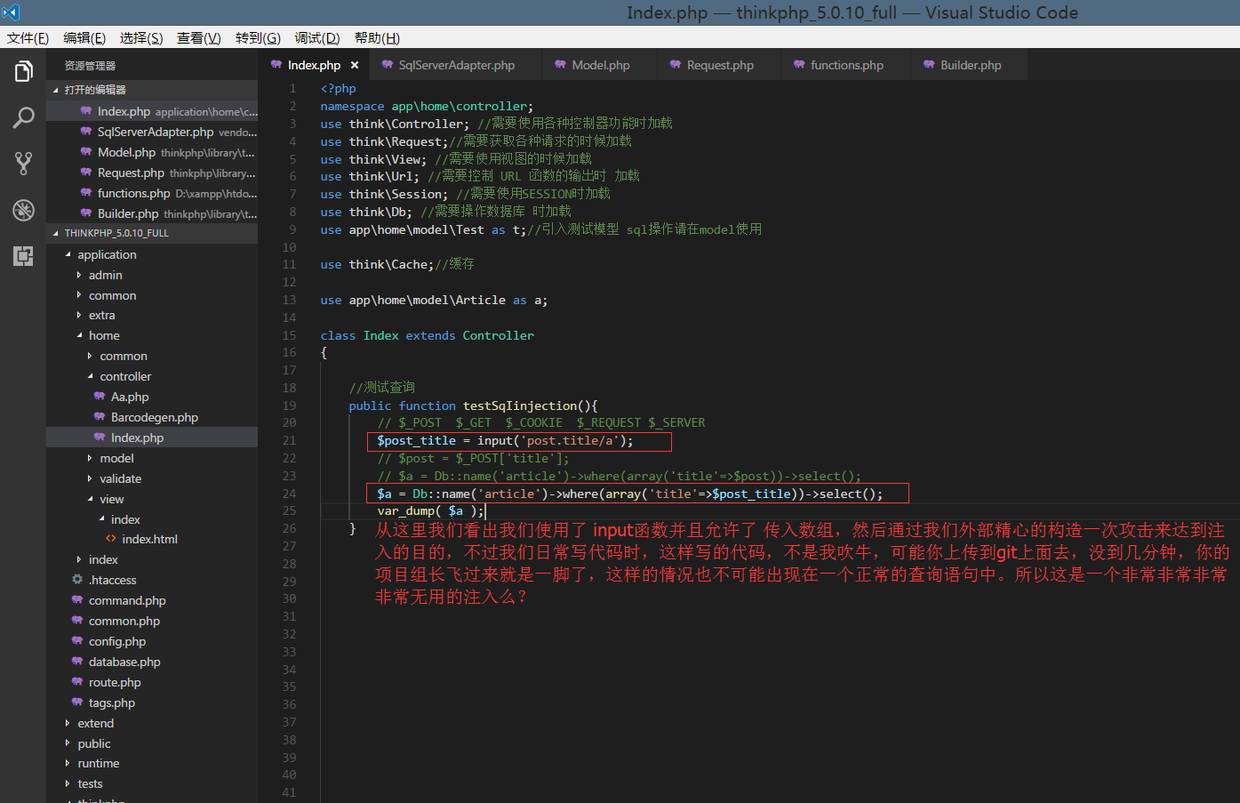 Index.php — thinkphp_5.0.10_full — Visual Studio Code
文件(F) 编辑(E) 选择(S) 查看(V) 转到(G) 调试(D) 帮助(H)
资源管理器
打开的编辑器
Index.php application\home\c...
SqlServerAdapter.php vendo...
Model.php thinkphp\library\t...
Request.php thinkphp\library...
functions.php D:\xampp\htdo...
Builder.php thinkphp\library\t...
THINKPHP_5.0.10_FULL
application
admin
common
extra
home
common
controller
Aa.php
Barcodegen.php
Index.php
model
validate
view
index
index.html
index
.htaccess
command.php
common.php
config.php
database.php
route.php
tags.php
extend
public
runtime
tests
thinkphp
Index.php × SqlServerAdapter.php Model.php Request.php functions.php Builder.php
1 <?php
2 namespace app\home\controller;
3 use think\Controller; //需要使用各种控制器功能时加载
4 use think\Request;//需要获取各种请求的时候加载
5 use think\View; //需要使用视图的时候加载
6 use think\Url; //需要控制 URL 函数的输出时 加载
7 use think\Session; //需要使用SESSION时加载
8 use think\Db; //需要操作数据库 时加载
9 use app\home\model\Test as t;//引入测试模型 sql操作请在model使用
10
11 use think\Cache;//缓存
12
13 use app\home\model\Article as a;
14
15 class Index extends Controller
16 {
17
18 //测试查询
19 public function testSqIinjection(){
20 // $_POST $_GET $_COOKIE $_REQUEST $_SERVER
21 $post_title = input('post.title/a');
22 // $post = $_POST['title'];
23 // $a = Db::name('article')->where(array('title'=>$post))->select();
24 $a = Db::name('article')->where(array('title'=>$post_title))->select();
25 var_dump( $a );
26 }
从这里我们看出我们使用了 input函数并且允许了 传入数组，然后通过我们外部精心的构造一次攻击来达到注
入的目的，不过我们日常写代码时，这样写的代码，不是我吹牛，可能你上传到git上面去，没到几分钟，你的
项目组长飞过来就是一脚了，这样的情况也不可能出现在一个正常的查询语句中。所以这是一个非常非常非常
非常无用的注入么？
27
28
29
30
31
32
33
34
35
36
37
38
39
40
41